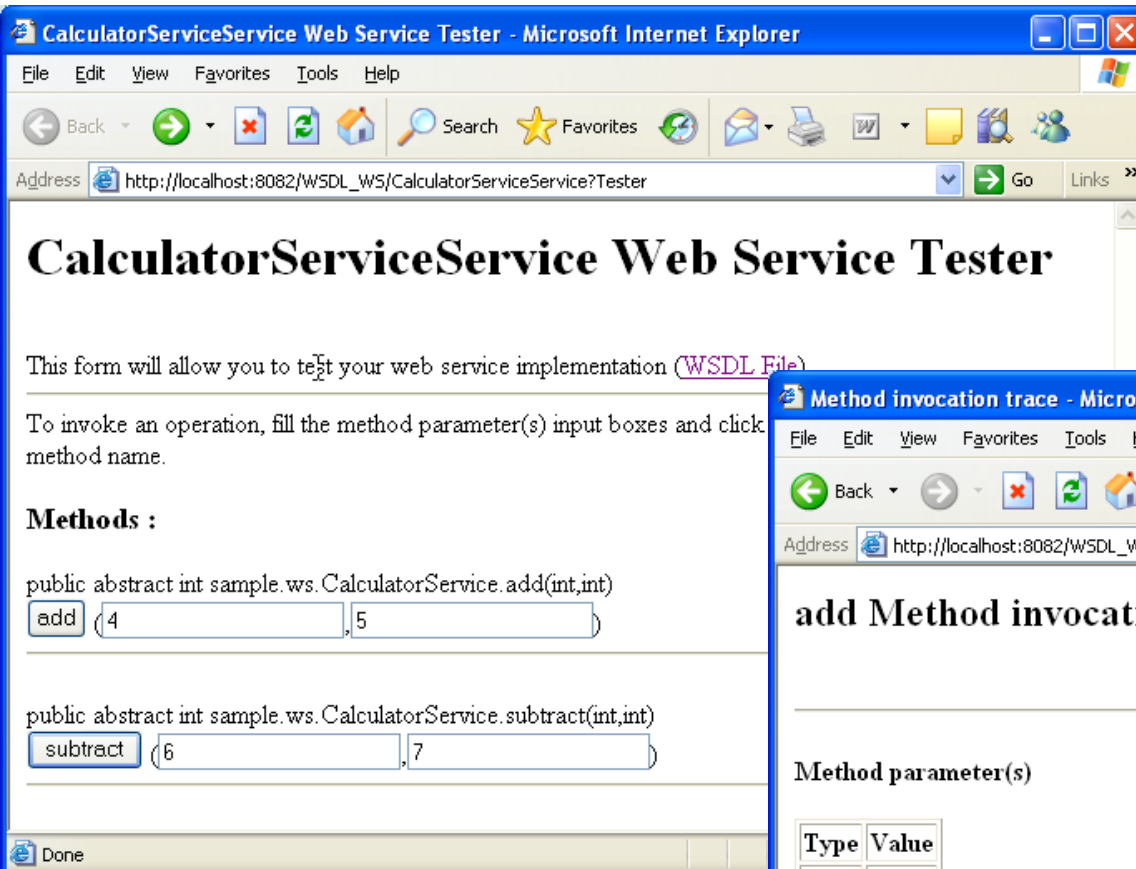 CalculatorServiceService Web Service Tester - Microsoft Internet Explorer
File Edit View Favorites Tools Help
Back Search Favorites
Address http://localhost:8082/WSDL_WS/CalculatorServiceService?Tester Go Links »
CalculatorServiceService Web Service Tester
This form will allow you to test your web service implementation (WSDL File)
To invoke an operation, fill the method parameter(s) input boxes and click
method name.
Methods :
public abstract int sample.ws.CalculatorService.add(int,int)
add (4 ,5 )
public abstract int sample.ws.CalculatorService.subtract(int,int)
subtract (6 ,7 )
Done
Method invocation trace - Micro
File Edit View Favorites Tools
Back
Address http://localhost:8082/WSDL_W
add Method invocati
Method parameter(s)
Type Value